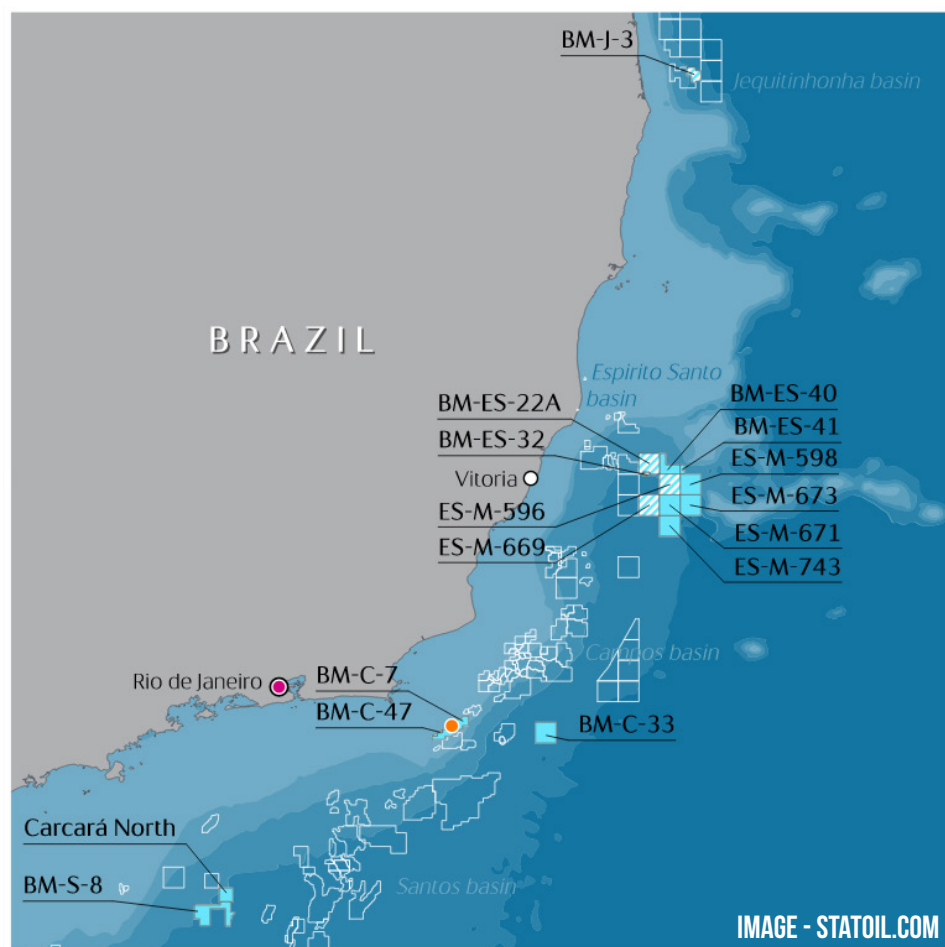 BM-J-3
Jequitinhonha basin
BRAZIL
Espirito Santo
basin
BM-ES-22A
BM-ES-40
BM-ES-32
BM-ES-41
Vitoria
ES-M-598
ES-M-596
ES-M-673
ES-M-669
ES-M-671
ES-M-743
Campos basin
Rio de Janeiro
BM-C-7
BM-C-47
BM-C-33
Carcará North
BM-S-8
Santos basin
IMAGE - STATOIL.COM